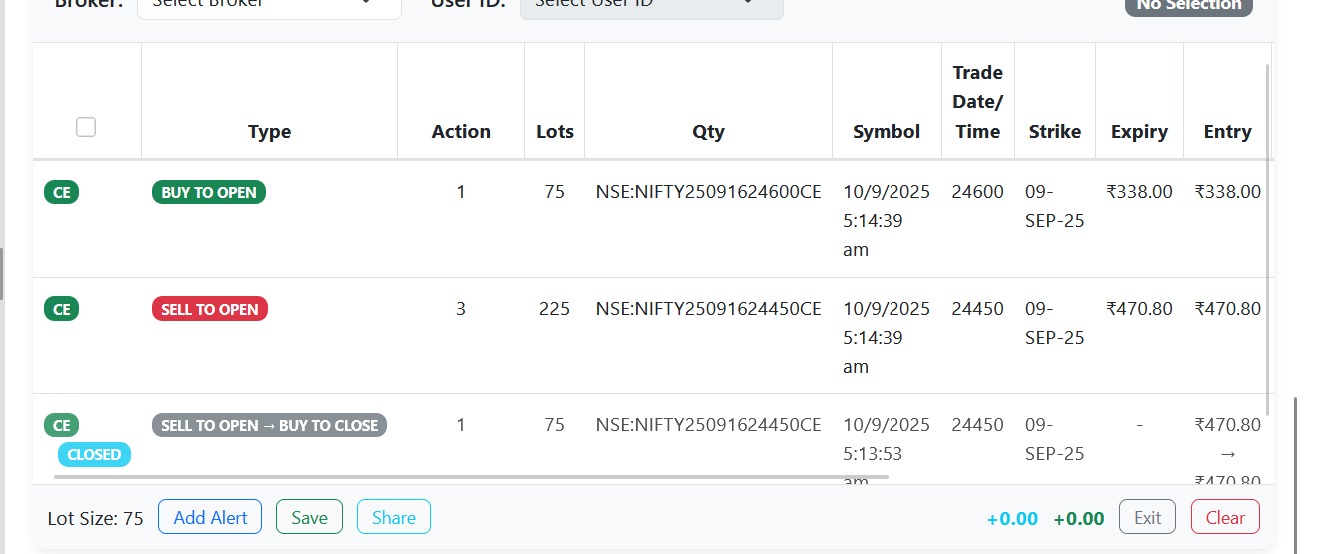 Broker: Select Broker User ID: Select User ID No Selection
Type Action Lots Qty Symbol Trade Date/ Time Strike Expiry Entry
CE BUY TO OPEN 1 75 NSE:NIFTY25091624600CE 10/9/2025 24600 09- ₹338.00 ₹338.00
5:14:39 SEP-25
am
CE SELL TO OPEN 3 225 NSE:NIFTY25091624450CE 10/9/2025 24450 09- ₹470.80 ₹470.80
5:14:39 SEP-25
am
CE SELL TO OPEN → BUY TO CLOSE 1 75 NSE:NIFTY25091624450CE 10/9/2025 24450 09- - ₹470.80
CLOSED 5:13:53 SEP-25 →
am ₹470.80
Lot Size: 75 Add Alert Save Share +0.00 +0.00 Exit Clear